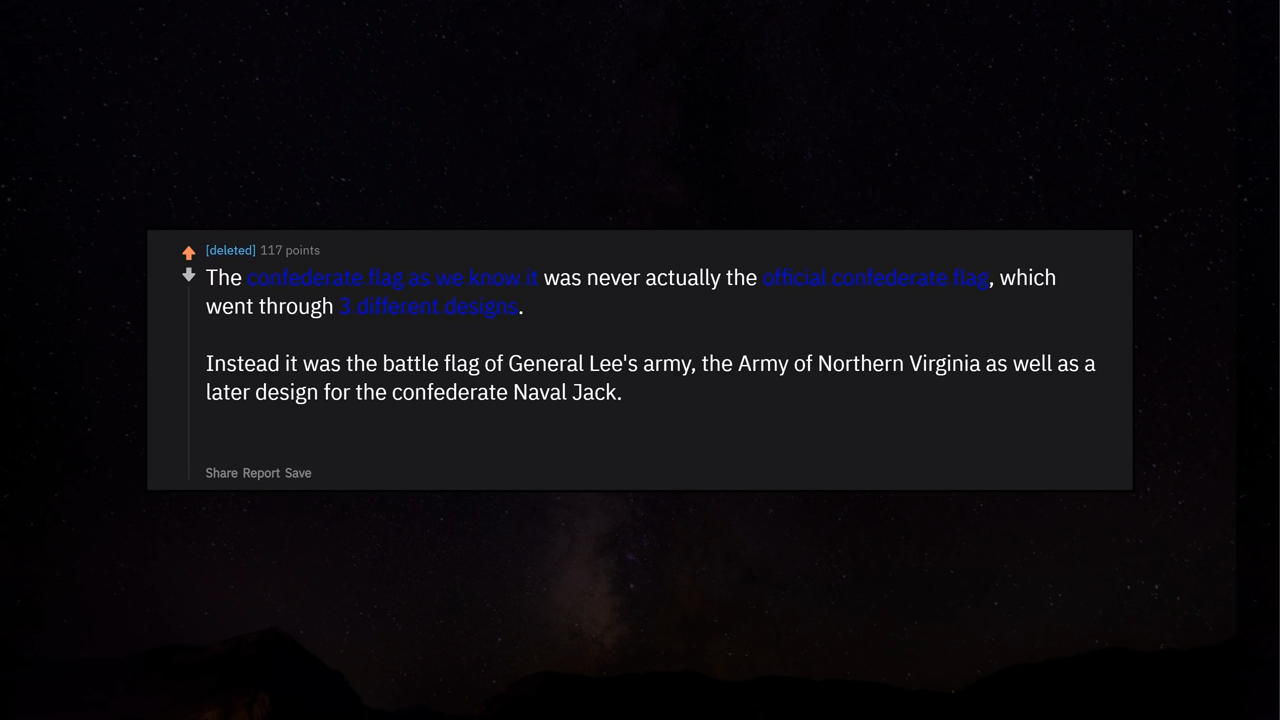 [deleted] 117 points
The confederate flag as we know it was never actually the official confederate flag, which
went through 3 different designs.
Instead it was the battle flag of General Lee's army, the Army of Northern Virginia as well as a
later design for the confederate Naval Jack.
Share Report Save